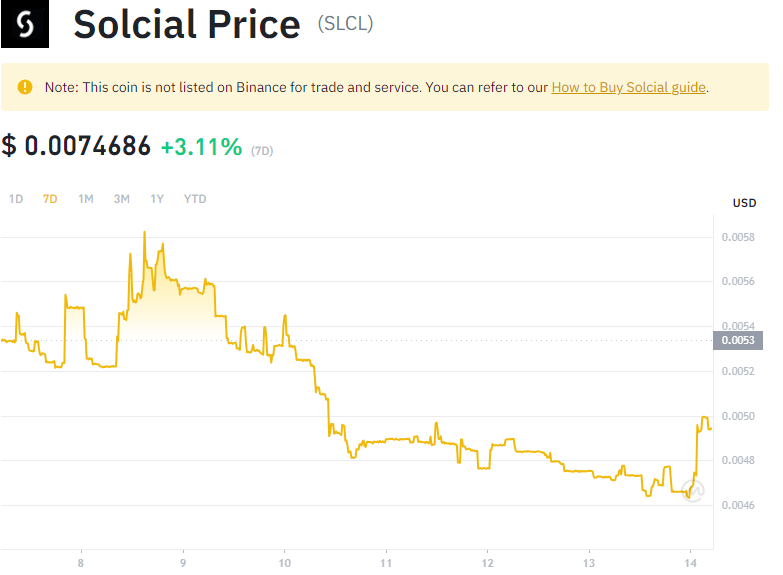 Solcial Price (SLCL)
Note: This coin is not listed on Binance for trade and service. You can refer to our How to Buy Solcial guide.
$ 0.0074686 +3.11% (7D)
1D 7D 1M 3M 1Y YTD
USD
0.0058
0.0056
0.0054
0.0053
0.0052
0.0050
0.0048
0.0046
8 9 10 11 12 13 14